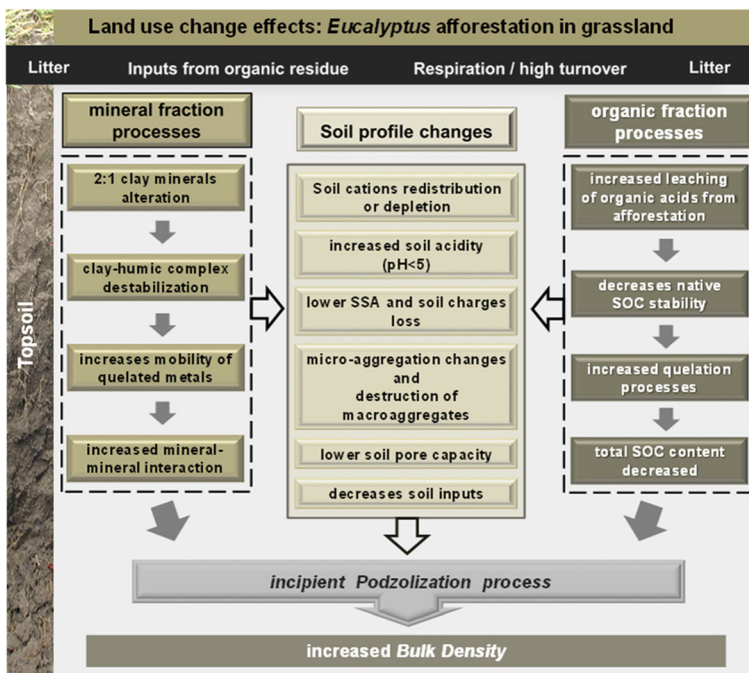 Land use change effects: Eucalyptus afforestation in grassland
Litter Inputs from organic residue Respiration / high turnover Litter
Topsoil
mineral fraction
processes
2:1 clay minerals
alteration
clay-humic complex
destabilization
increases mobility of
quelated metals
increased mineral-
mineral interaction
Soil profile changes
Soil cations redistribution
or depletion
increased soil acidity
(pH<5)
lower SSA and soil charges
loss
micro-aggregation changes
and
destruction of
macroaggregates
lower soil pore capacity
decreases soil inputs
organic fraction
processes
increased leaching
of organic acids from
afforestation
decreases native
SOC stability
increased quelation
processes
total SOC content
decreased
incipient Podzolization process
increased Bulk Density